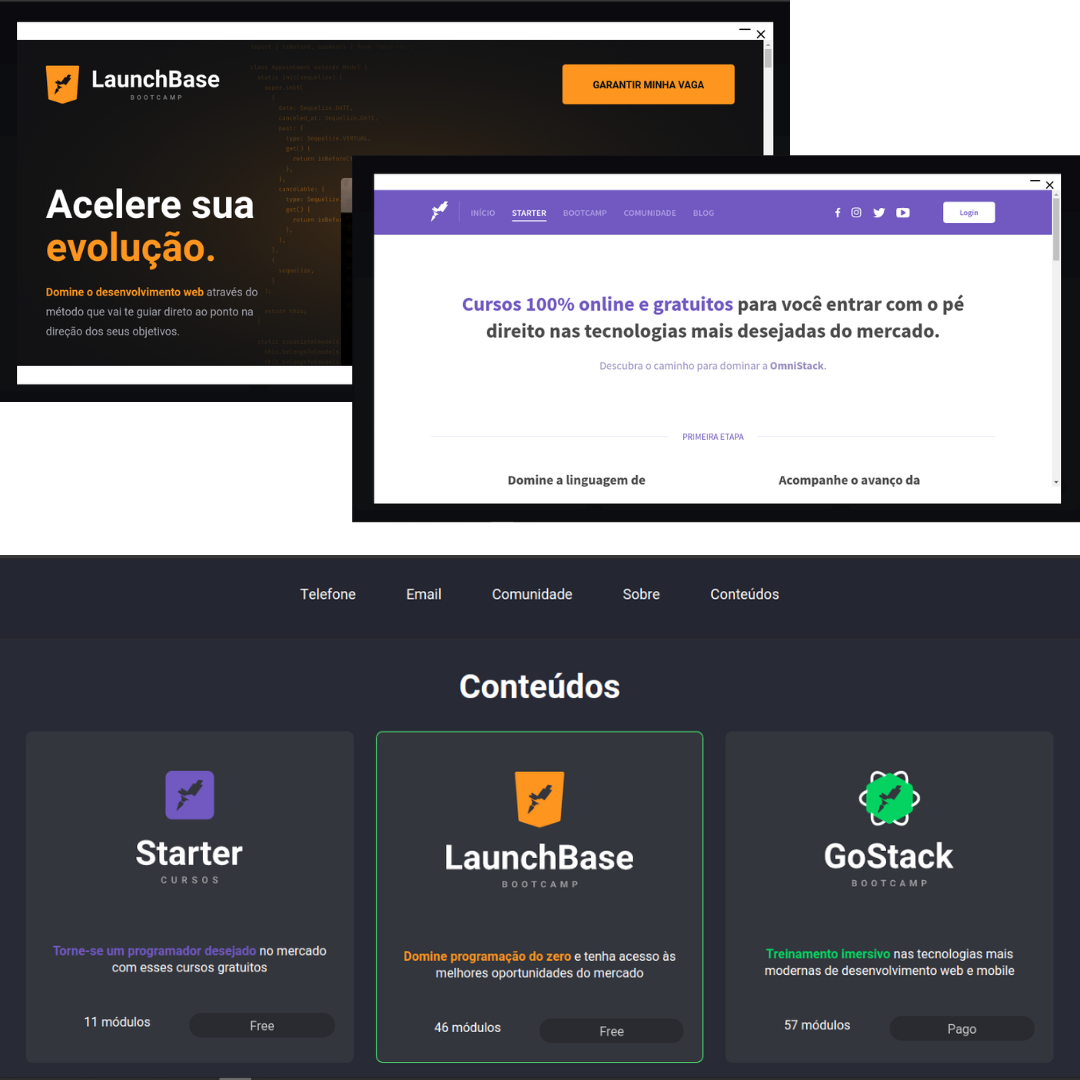 LaunchBase
BOOTCAMP
GARANTIR MINHA VAGA
Acelere sua
evolução.
Domine o desenvolvimento web através do
método que vai te guiar direto ao ponto na
direção dos seus objetivos.
INÍCIO
STARTER
BOOTCAMP
COMUNIDADE
BLOG
Login
Cursos 100% online e gratuitos para você entrar com o pé
direito nas tecnologias mais desejadas do mercado.
Descubra o caminho para dominar a OmniStack.
PRIMEIRA ETAPA
Domine a linguagem de
Acompanhe o avanço da
Telefone
Email
Comunidade
Sobre
Conteúdos
Conteúdos
Starter
CURSOS
Torne-se um programador desejado no mercado
com esses cursos gratuitos
11 módulos
Free
LaunchBase
BOOTCAMP
Domine programação do zero e tenha acesso às
melhores oportunidades do mercado
46 módulos
Free
GoStack
BOOTCAMP
Treinamento imersivo nas tecnologias mais
modernas de desenvolvimento web e mobile
57 módulos
Pago